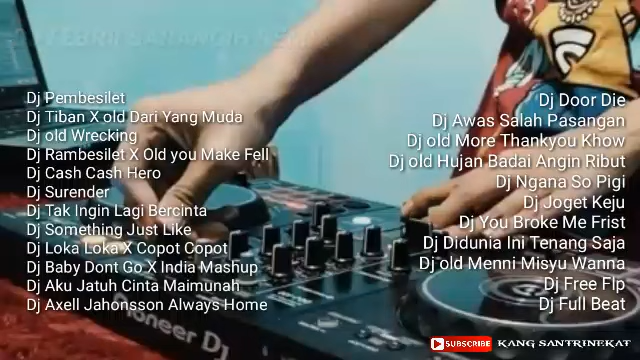 Dj Pembesilet
Dj Tiban X old Dari Yang Muda
Dj old Wrecking
Dj Rambesilet X Old you Make Fell
Dj Cash Cash Hero
Dj Surender
Dj Tak Ingin Lagi Bercinta
Dj Something Just Like
Dj Loka Loka X Copot Copot
Dj Baby Dont Go X India Mashup
Dj Aku Jatuh Cinta Maimunah
Dj Axell Jahonsson Always Home
Dj Door Die
Dj Awas Salah Pasangan
Dj old More Thankyou Khow
Dj old Hujan Badai Angin Ribut
Dj Ngana So Pigi
Dj Joget Keju
Dj You Broke Me Frist
Dj Didunia Ini Tenang Saja
Dj old Menni Misyu Wanna
Dj Free Flp
Dj Full Beat
Pioneer Dj
SUBSCRIBE KANG SANTRINEKAT